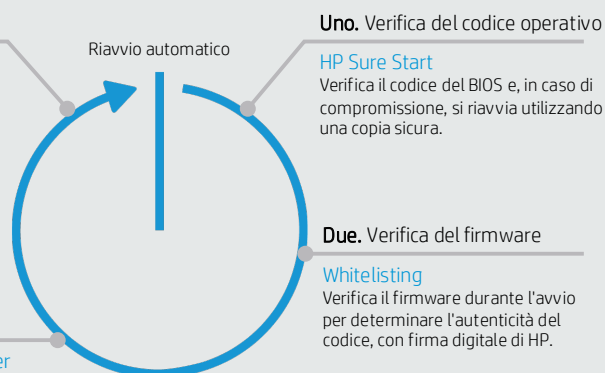 Riavvio automatico
Uno. Verifica del codice operativo
HP Sure Start
Verifica il codice del BIOS e, in caso di
compromissione, si riavvia utilizzando
una copia sicura.
Due. Verifica del firmware
Whitelisting
Verifica il firmware durante l'avvio
per determinare l'autenticità del
codice, con firma digitale di HP.